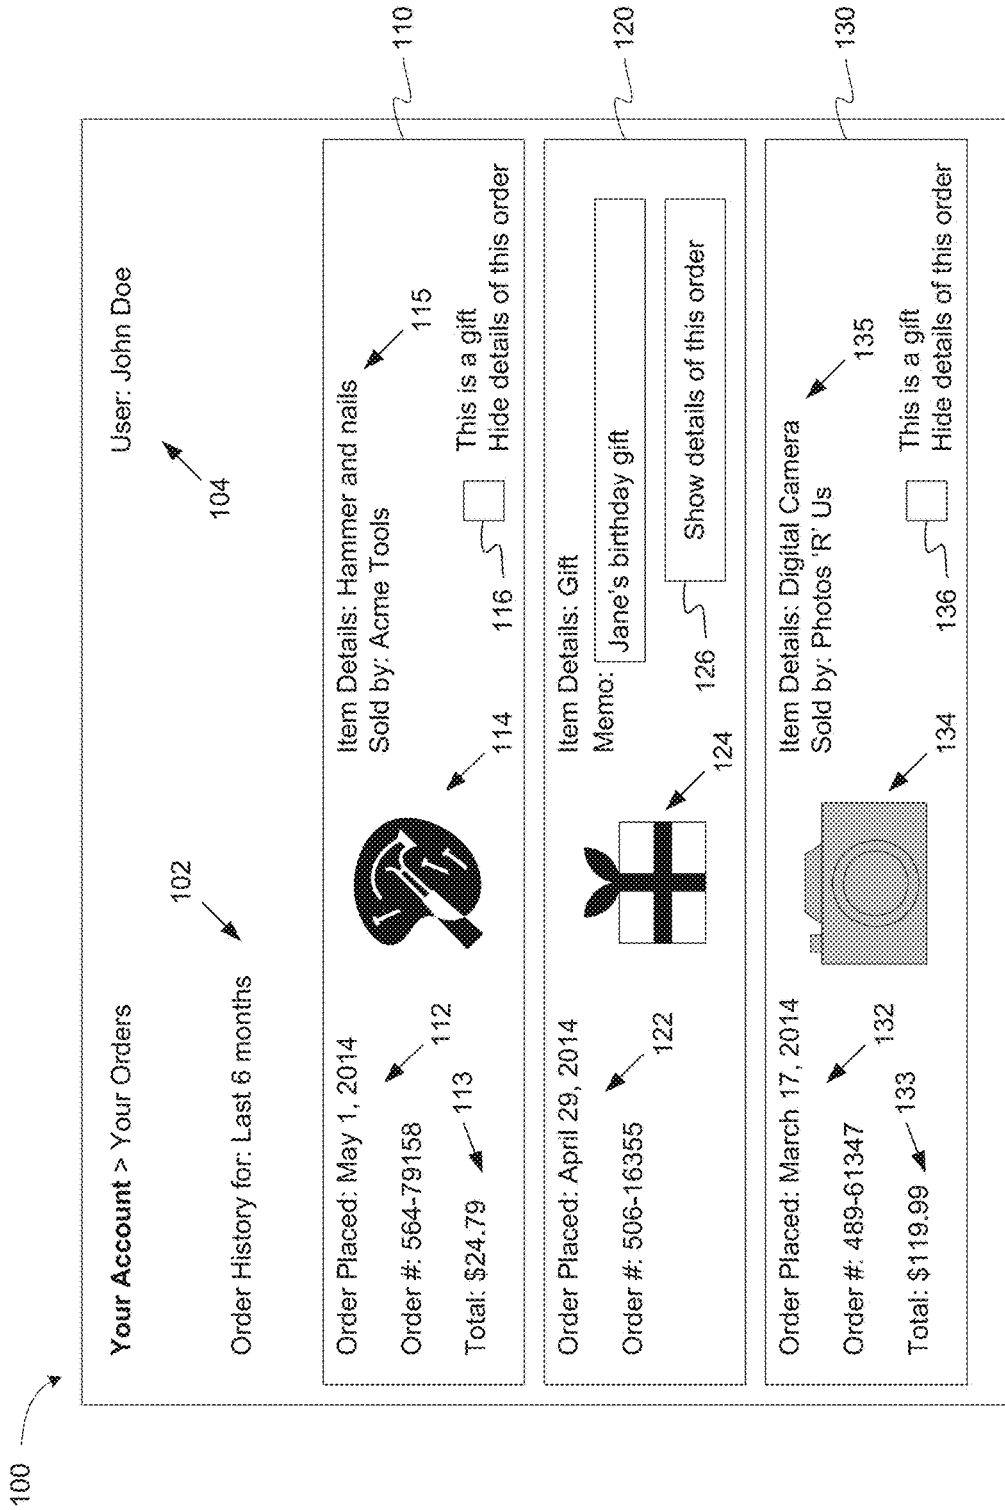 100
Your Account > Your Orders
User: John Doe
104
102
Order History for: Last 6 months
110
Order Placed: May 1, 2014
112
Order #: 564-79158
113
Total: $24.79
114
Item Details: Hammer and nails
115
Sold by: Acme Tools
116
This is a gift
Hide details of this order
120
Order Placed: April 29, 2014
122
Order #: 506-16355
124
Item Details: Gift
Memo:
Jane's birthday gift
126
Show details of this order
130
Order Placed: March 17, 2014
132
Order #: 489-61347
133
Total: $119.99
134
Item Details: Digital Camera
135
Sold by: Photos 'R' Us
136
This is a gift
Hide details of this order